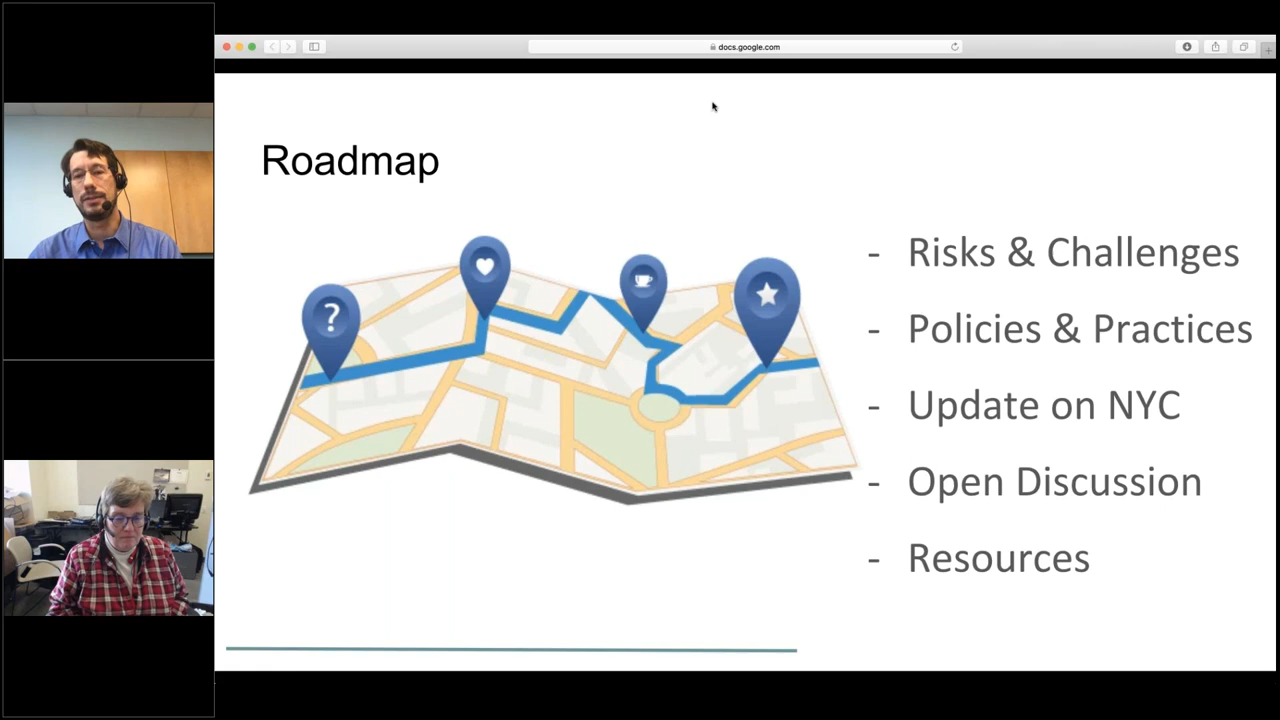 docs.google.com
Roadmap
?
- Risks & Challenges
- Policies & Practices
- Update on NYC
- Open Discussion
- Resources